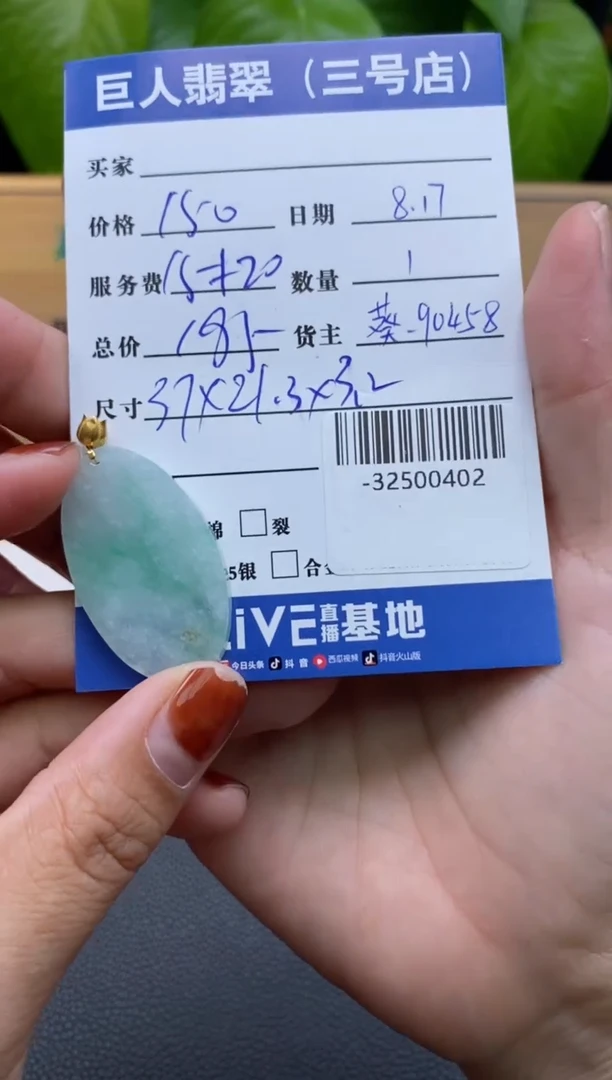 巨人翡翠（三号店）
买家
价格 150 日期 8.17
服务费 15+20 数量 1
总价 185- 货主 葵-90458
尺寸 37×21.3×3.2
-32500402
棉 □裂
银 □合
LiVE直播基地
今日头条 抖音 西瓜视频 抖音火山版